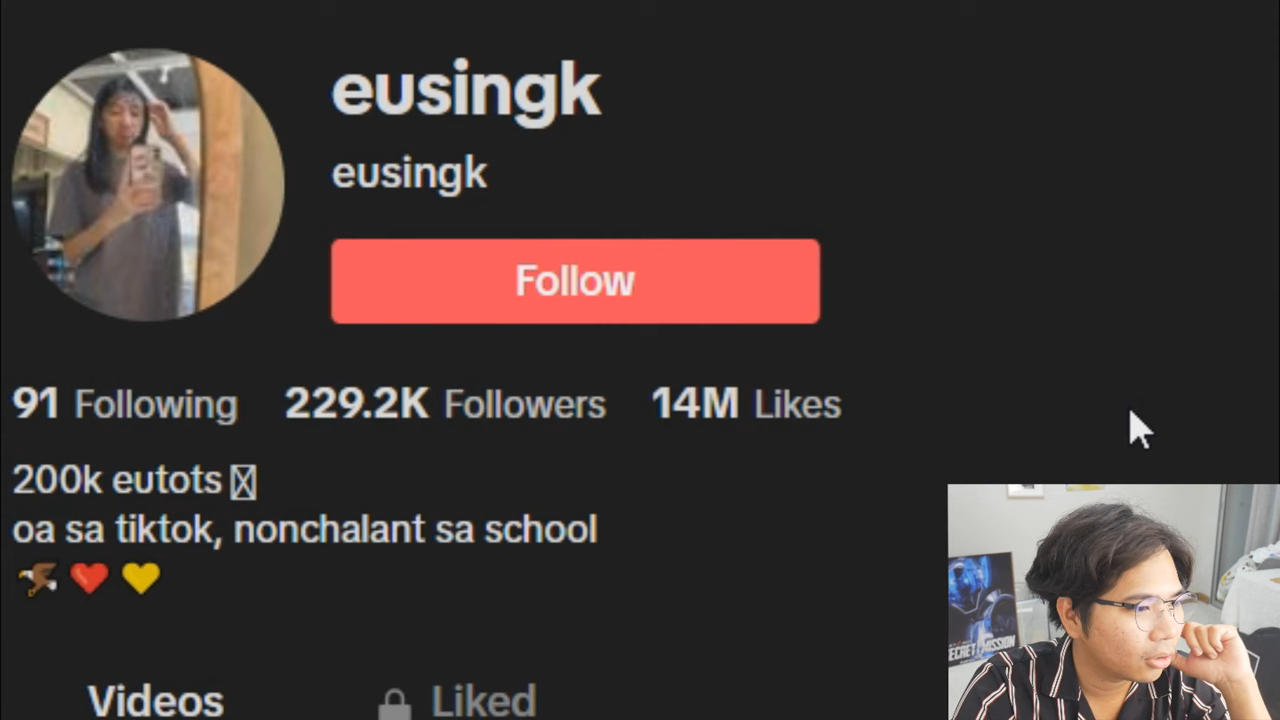 eusingk
eusingk
Follow
91 Following 229.2K Followers 14M Likes
200k eutots
oa sa tiktok, nonchalant sa school
🦅❤️💛
Videos Liked
ECRET MISSION